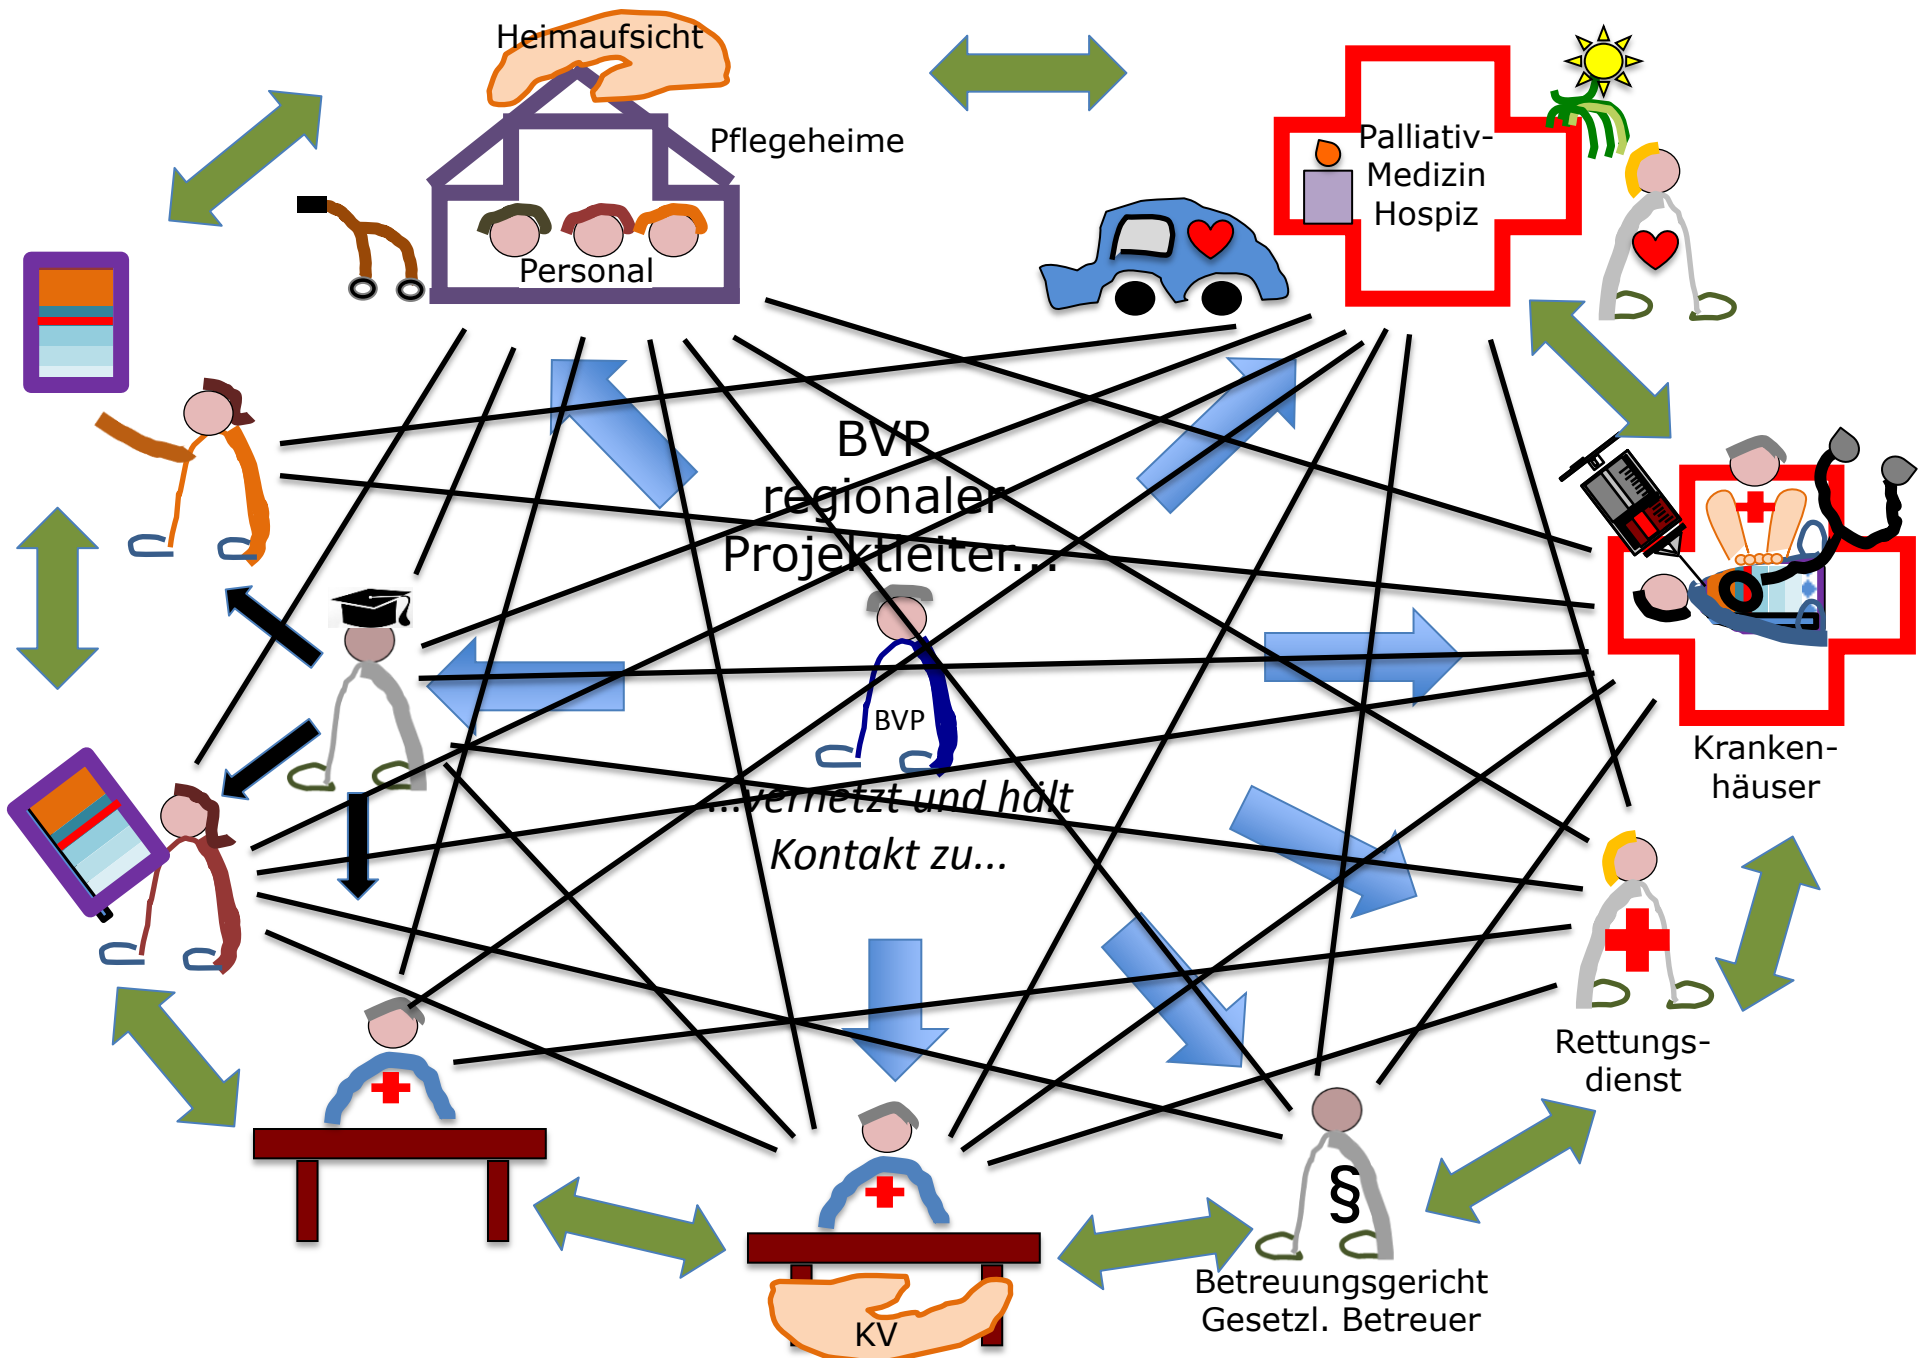 Heimaufsicht
Pflegeheime
Personal
Palliativ-
Medizin
Hospiz
BVP
regionaler
Projektleiter...
BVP
...vernetzt und hält
Kontakt zu...
Kranken-
häuser
Rettungs-
dienst
§
Betreuungsgericht
Gesetzl. Betreuer
KV